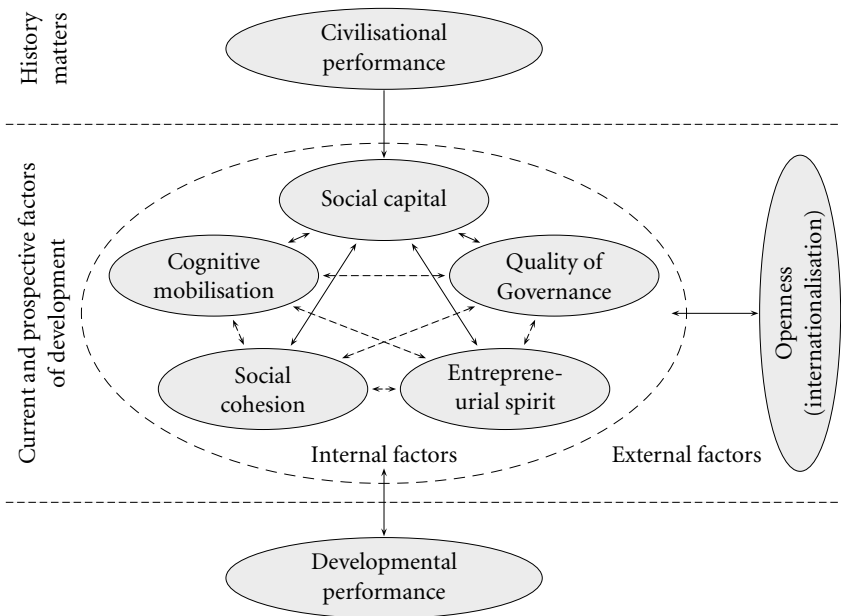 History
matters
Civilisational
performance
Current and prospective factors
of development
Social capital
Cognitive
mobilisation
Quality of
Governance
Social
cohesion
Entreprene-
urial spirit
Internal factors
External factors
Openness
(internationalisation)
Developmental
performance